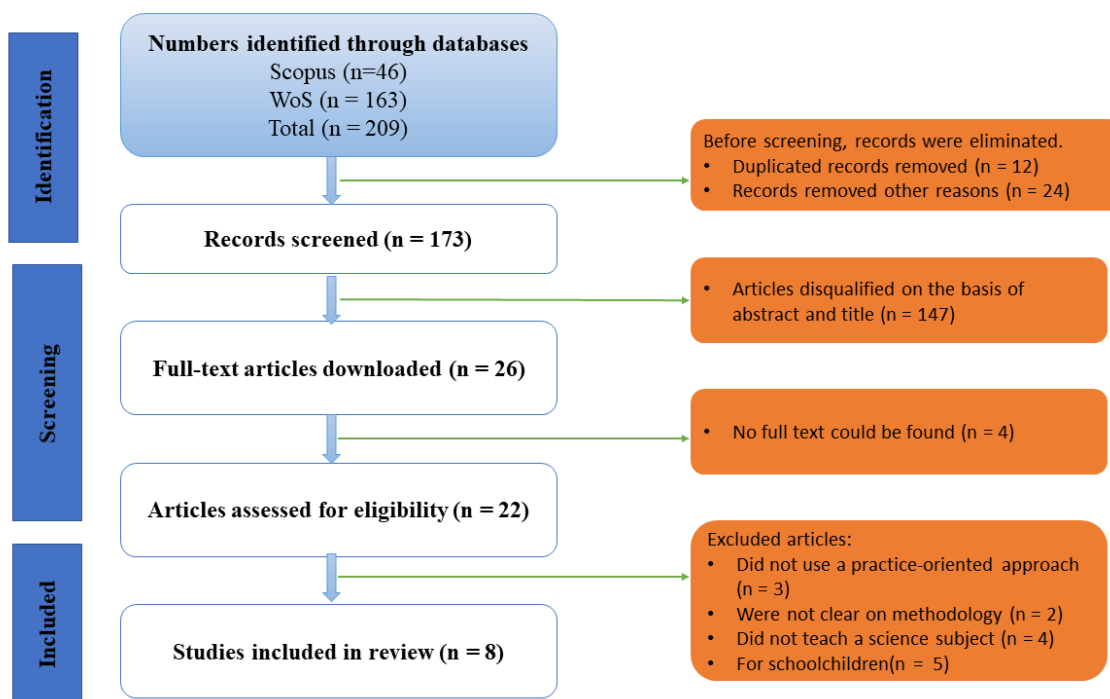 Identification
Numbers identified through databases
Scopus (n=46)
WoS (n = 163)
Total (n = 209)
Before screening, records were eliminated.
• Duplicated records removed (n = 12)
• Records removed other reasons (n = 24)
Records screened (n = 173)
Screening
• Articles disqualified on the basis of
abstract and title (n = 147)
Full-text articles downloaded (n = 26)
• No full text could be found (n = 4)
Articles assessed for eligibility (n = 22)
Included
Excluded articles:
• Did not use a practice-oriented approach
(n = 3)
• Were not clear on methodology (n = 2)
• Did not teach a science subject (n = 4)
• For schoolchildren(n = 5)
Studies included in review (n = 8)